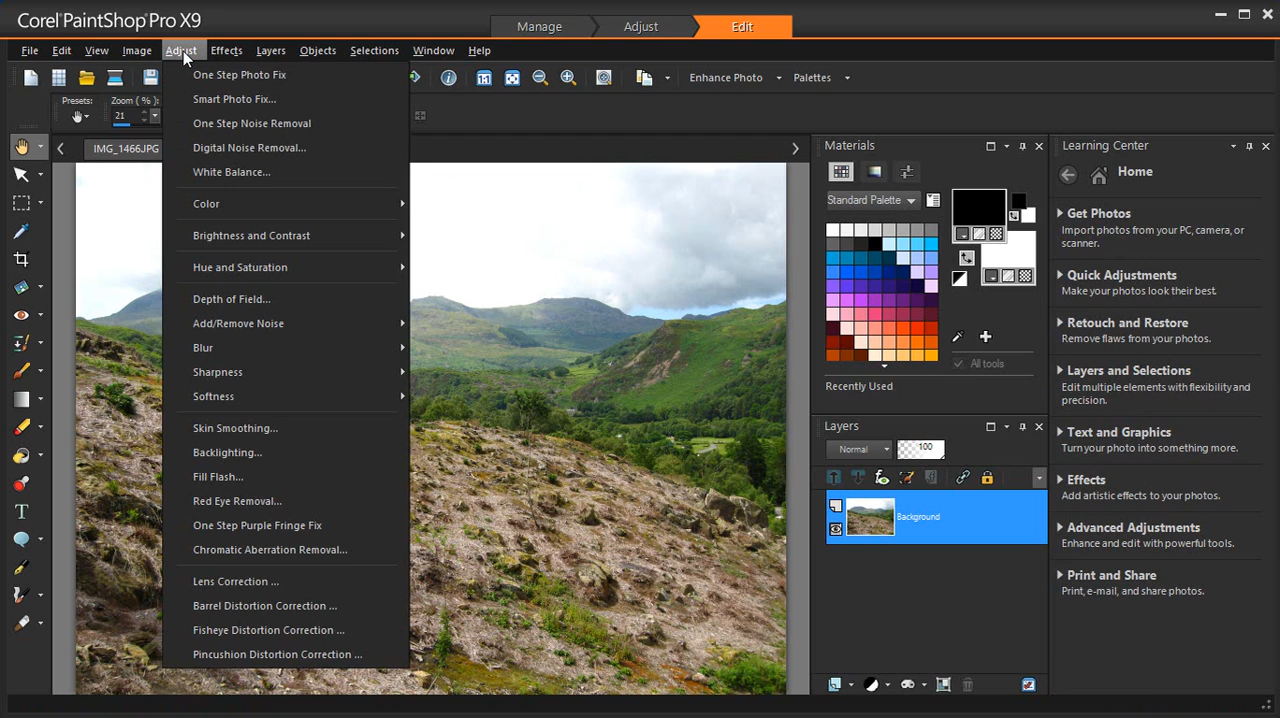 Corel PaintShop Pro X9
Manage
Adjust
Edit
File Edit View Image Adjust Effects Layers Objects Selections Window Help
Enhance Photo
Palettes
Presets:
Zoom ( % ):
21
IMG_1466JPG
One Step Photo Fix
Smart Photo Fix...
One Step Noise Removal
Digital Noise Removal...
White Balance...
Color
Brightness and Contrast
Hue and Saturation
Depth of Field...
Add/Remove Noise
Blur
Sharpness
Softness
Skin Smoothing...
Backlighting...
Fill Flash...
Red Eye Removal...
One Step Purple Fringe Fix
Chromatic Aberration Removal...
Lens Correction ...
Barrel Distortion Correction ...
Fisheye Distortion Correction ...
Pincushion Distortion Correction ...
Materials
Standard Palette
All tools
Recently Used
Layers
Normal
100
Background
Learning Center
Home
Get Photos
Import photos from your PC, camera, or
scanner.
Quick Adjustments
Make your photos look their best.
Retouch and Restore
Remove flaws from your photos.
Layers and Selections
Edit multiple elements with flexibility and
precision.
Text and Graphics
Turn your photo into something more.
Effects
Add artistic effects to your photos.
Advanced Adjustments
Enhance and edit with powerful tools.
Print and Share
Print, e-mail, and share photos.